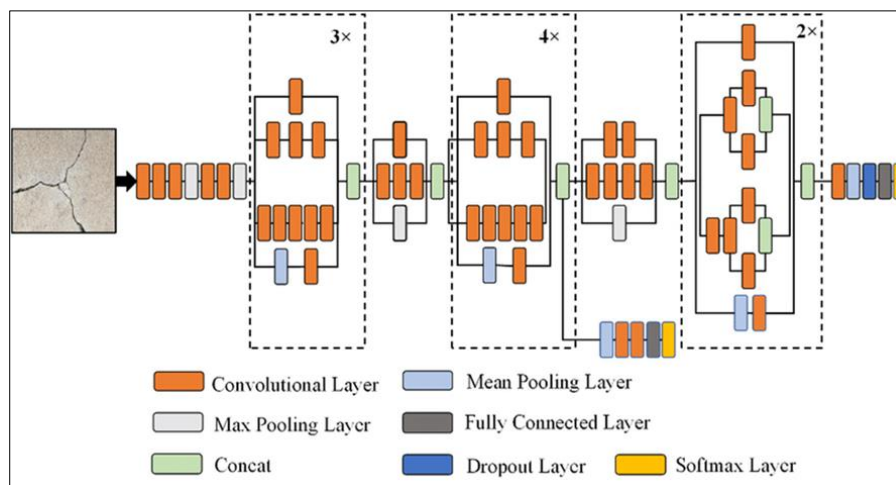 3×
4×
2×
Convolutional Layer
Mean Pooling Layer
Max Pooling Layer
Fully Connected Layer
Concat
Dropout Layer
Softmax Layer